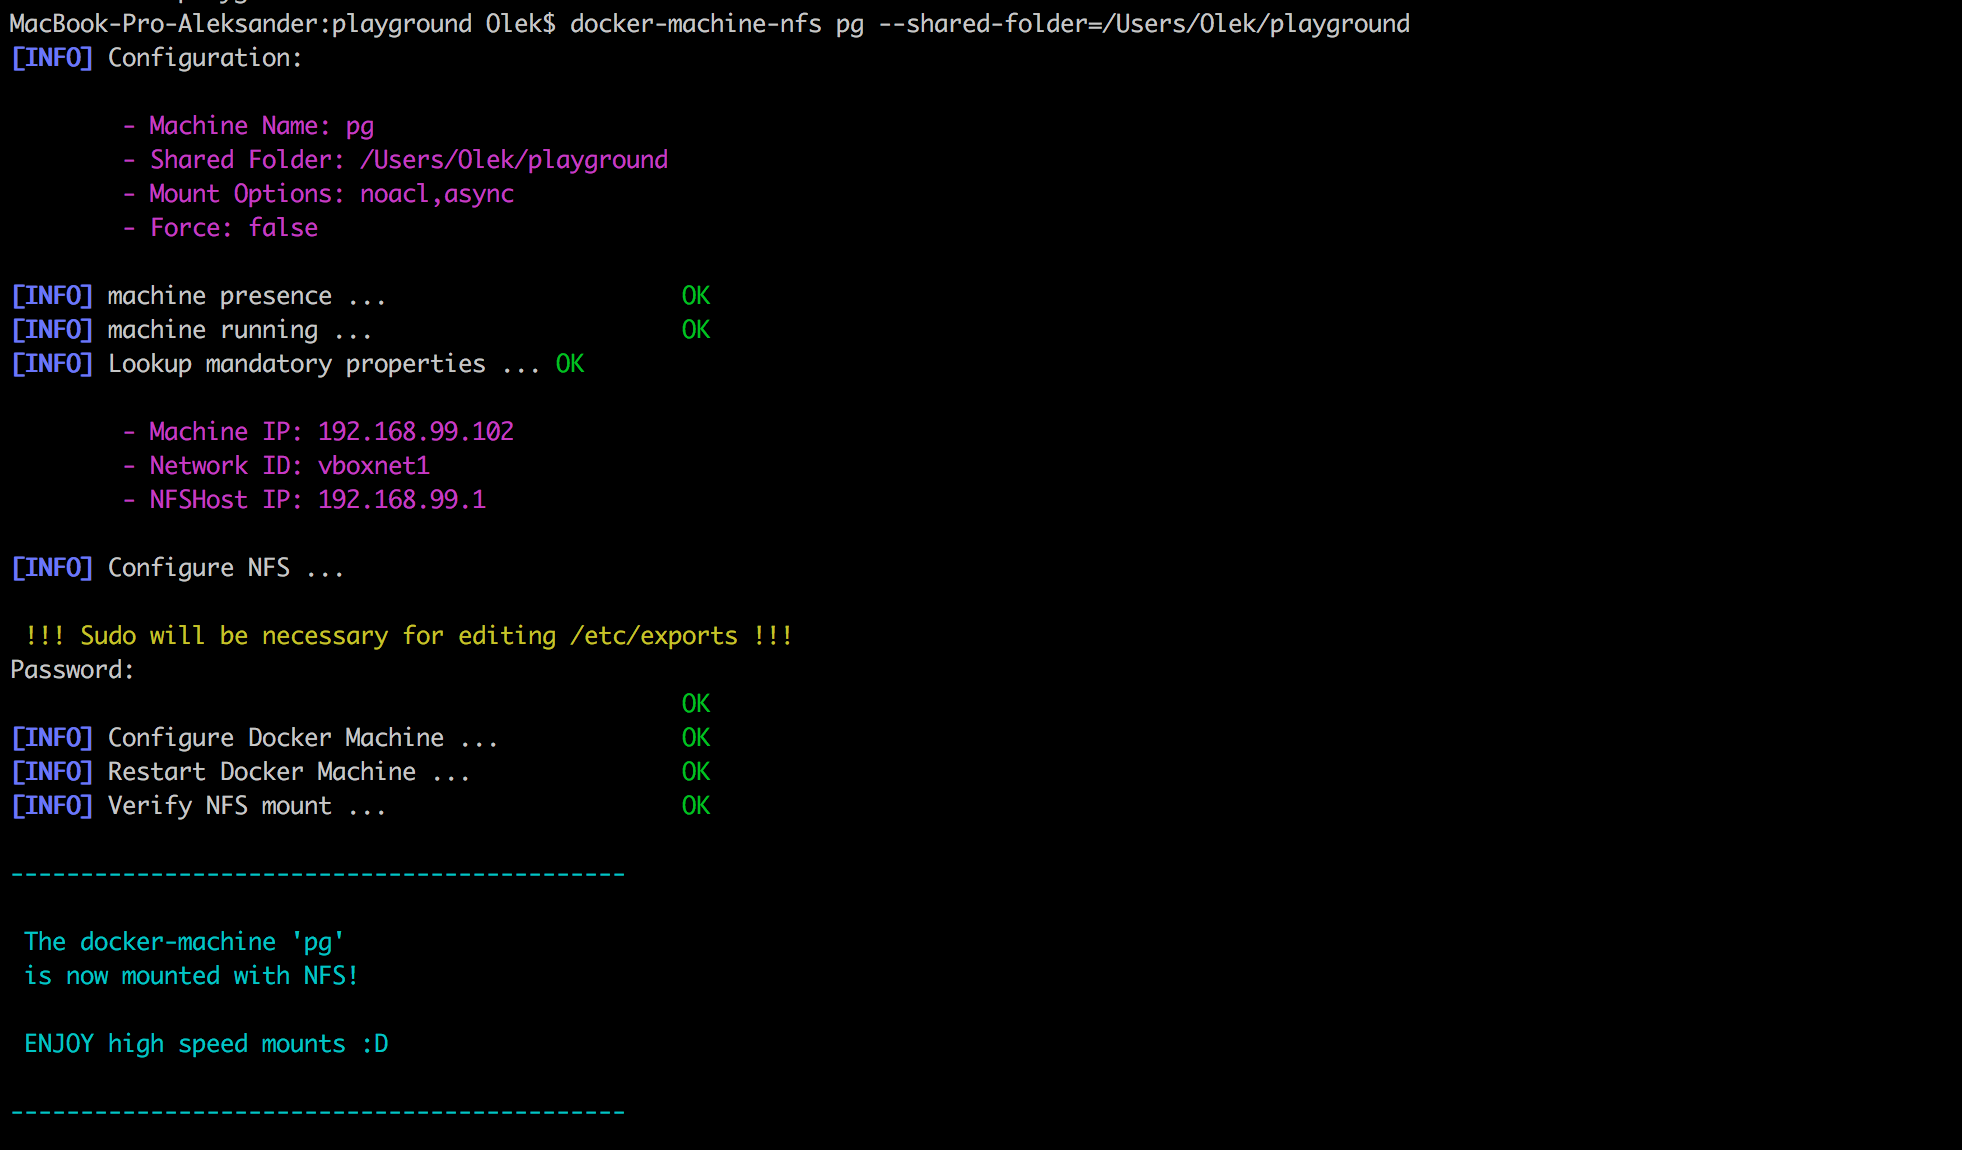 MacBook-Pro-Aleksander:playground Olek$ docker-machine-nfs pg --shared-folder=/Users/Olek/playground
[INFO] Configuration:
- Machine Name: pg
- Shared Folder: /Users/Olek/playground
- Mount Options: noacl,async
- Force: false
[INFO] machine presence ... OK
[INFO] machine running ... OK
[INFO] Lookup mandatory properties ... OK
- Machine IP: 192.168.99.102
- Network ID: vboxnet1
- NFSHost IP: 192.168.99.1
[INFO] Configure NFS ...
!!! Sudo will be necessary for editing /etc/exports !!!
Password:
OK
[INFO] Configure Docker Machine ... OK
[INFO] Restart Docker Machine ... OK
[INFO] Verify NFS mount ... OK
--------------------------------------------
The docker-machine 'pg'
is now mounted with NFS!
ENJOY high speed mounts :D
--------------------------------------------